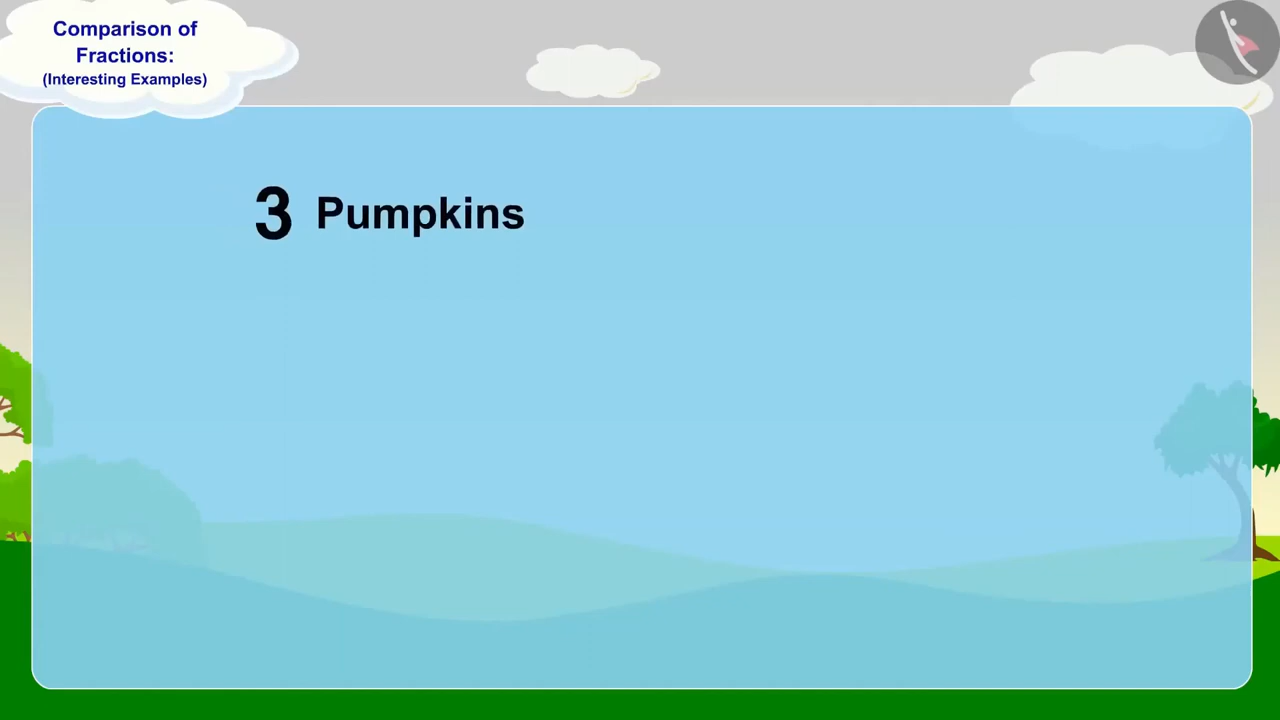 Comparison of
Fractions:
(Interesting Examples)
3 Pumpkins